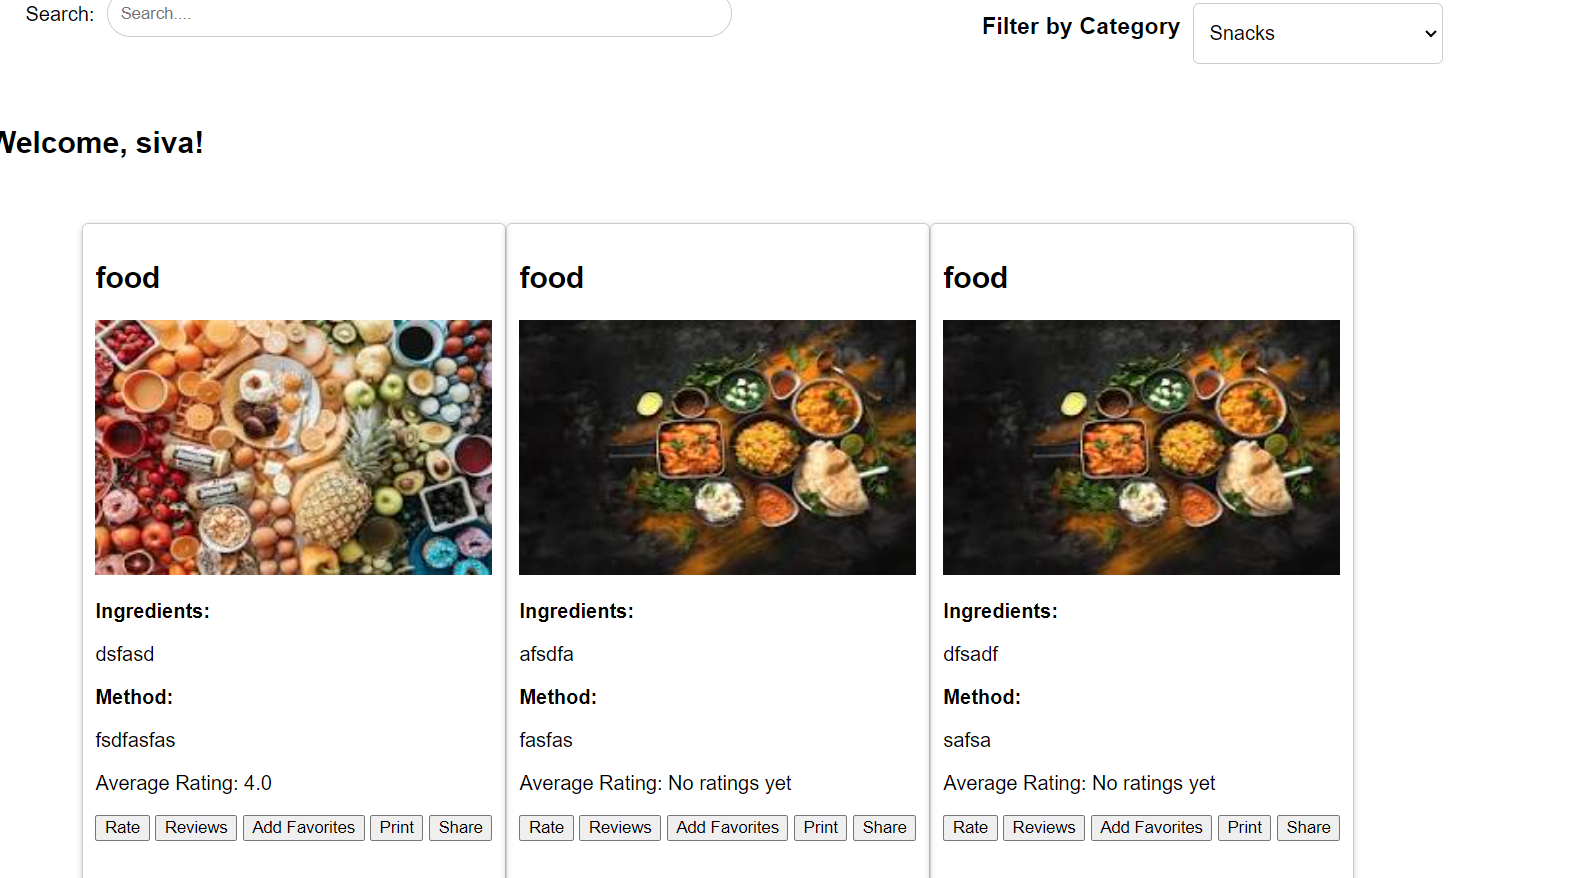 Search: Search.... Filter by Category Snacks
Welcome, siva!
food food food
Ingredients: Ingredients: Ingredients:
dsfasd afsdfa dfsadf
Method: Method: Method:
fsdfasfas fasfas safsa
Average Rating: 4.0 Average Rating: No ratings yet Average Rating: No ratings yet
Rate Reviews Add Favorites Print Share Rate Reviews Add Favorites Print Share Rate Reviews Add Favorites Print Share